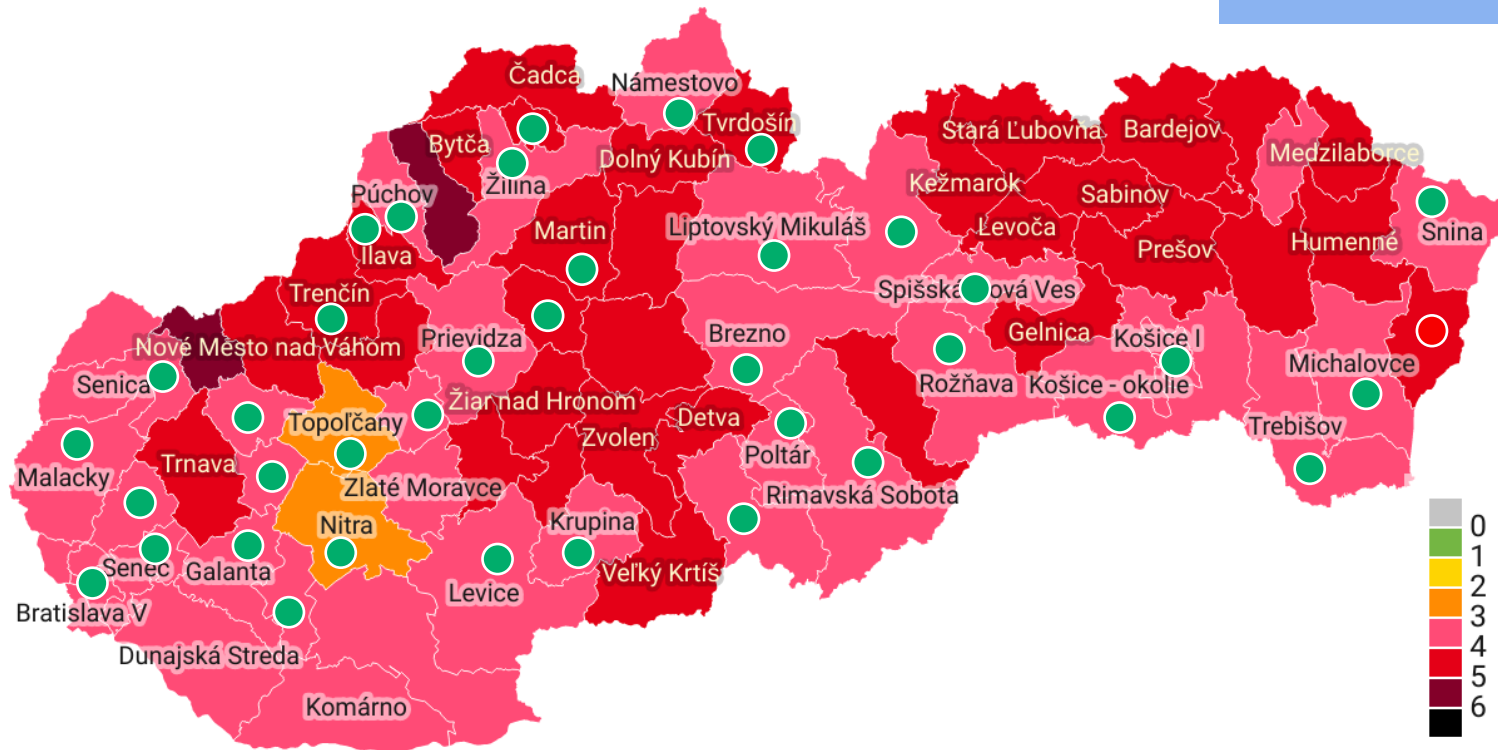 Čadca
Námestovo
Tvrdošín
Bytča
Dolný Kubín
Žilina
Púchov
Stará Ľubovňa
Bardejov
Medzilaborce
Kežmarok
Sabinov
Martin
Liptovský Mikuláš
Levoča
Ilava
Prešov
Humenné
Snina
Trenčín
Spišská Nová Ves
Prievidza
Brezno
Gelnica
Košice I
Nové Mesto nad Váhom
Michalovce
Senica
Rožňava
Košice - okolie
Žiar nad Hronom
Detva
Topoľčany
Zvolen
Trebišov
Poltár
Trnava
Malacky
Zlaté Moravce
Rimavská Sobota
Krupina
Nitra
Senec
Galanta
Veľký Krtíš
Levice
Bratislava V
Dunajská Streda
Komárno
0
1
2
3
4
5
6